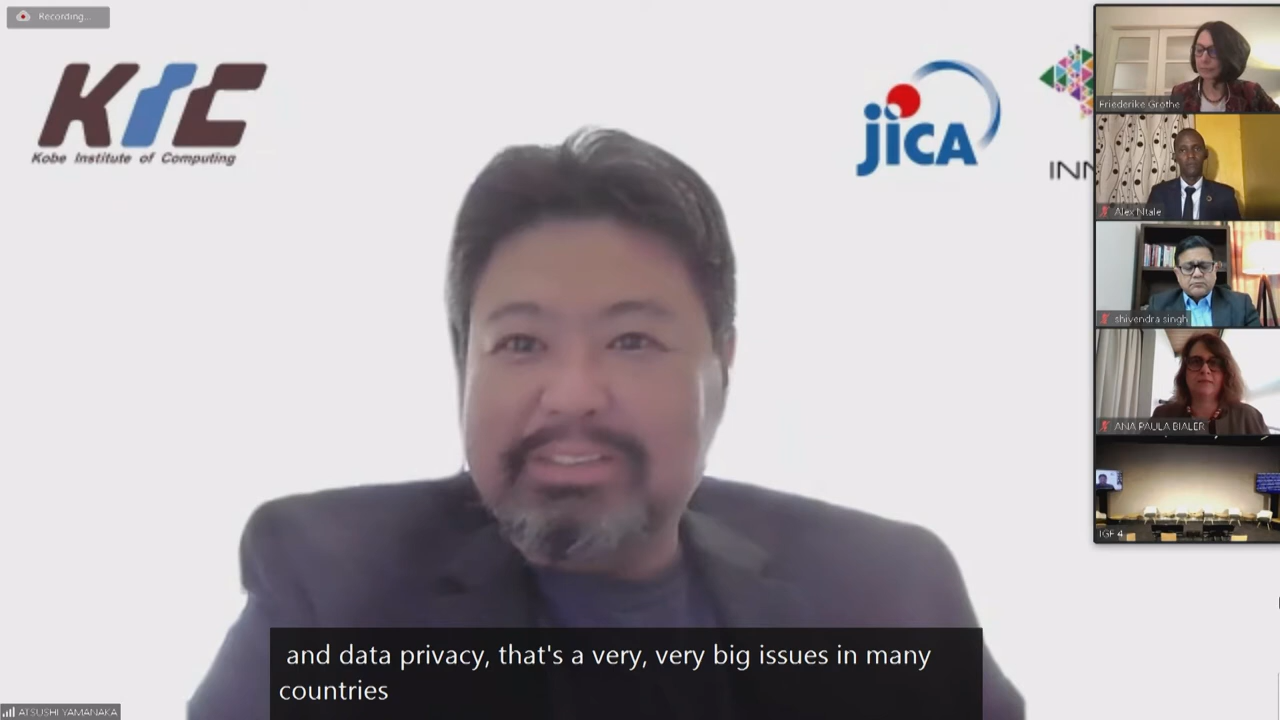 Recording...
KIC
Kobe Institute of Computing
jICA
INN
Friederike Grothe
Alex Ntale
shivendra singh
ANA PAULA BIALER
IGF 4
and data privacy, that's a very, very big issues in many
countries
ATSUSHI YAMANAKA